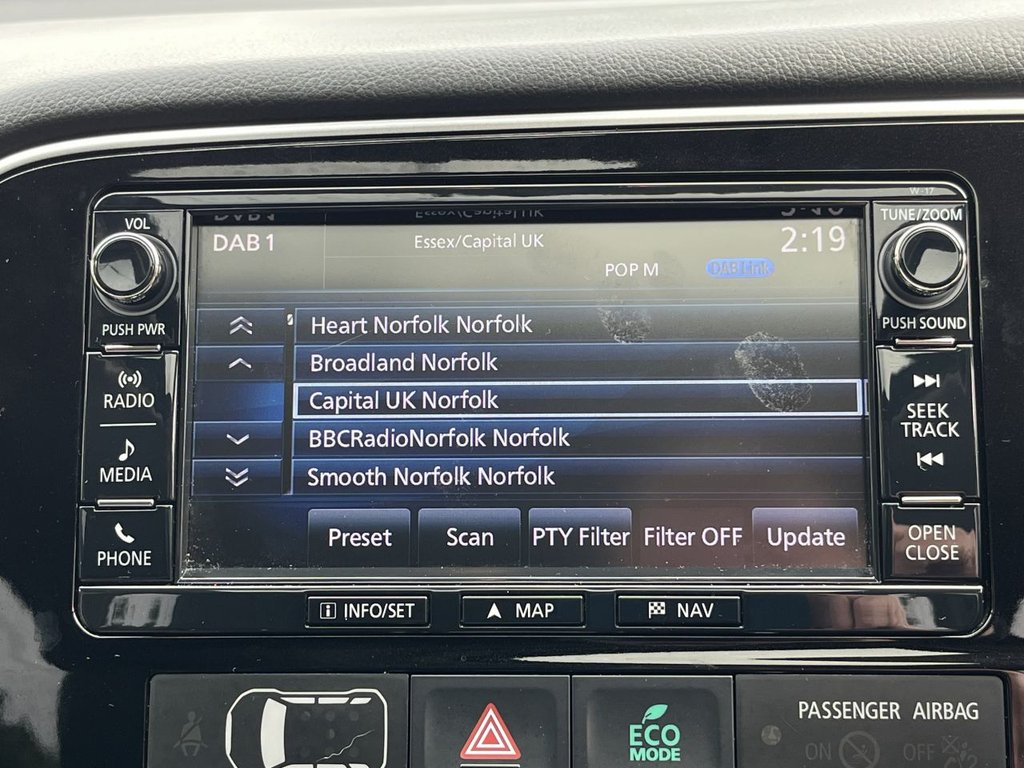 W-17
VOL
PUSH PWR
RADIO
MEDIA
PHONE
DAB 1
Essex/Capital UK
2:19
POP M
DAB Link
Heart Norfolk Norfolk
Broadland Norfolk
Capital UK Norfolk
BBCRadioNorfolk Norfolk
Smooth Norfolk Norfolk
Preset
Scan
PTY Filter
Filter OFF
Update
TUNE/ZOOM
PUSH SOUND
SEEK
TRACK
OPEN
CLOSE
INFO/SET
MAP
NAV
ECO
MODE
PASSENGER AIRBAG
ON
OFF